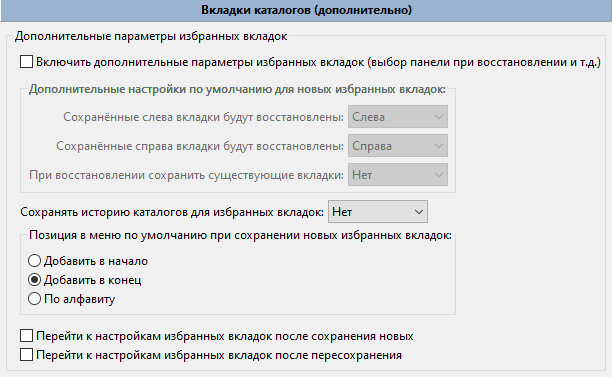 Вкладки каталогов (дополнительно)
Дополнительные параметры избранных вкладок
Включить дополнительные параметры избранных вкладок (выбор панели при восстановлении и т.д.)
Дополнительные настройки по умолчанию для новых избранных вкладок:
Сохранённые слева вкладки будут восстановлены: Слева
Сохранённые справа вкладки будут восстановлены: Справа
При восстановлении сохранить существующие вкладки: Нет
Сохранять историю каталогов для избранных вкладок: Нет
Позиция в меню по умолчанию при сохранении новых избранных вкладок:
Добавить в начало
Добавить в конец
По алфавиту
Перейти к настройкам избранных вкладок после сохранения новых
Перейти к настройкам избранных вкладок после пересохранения